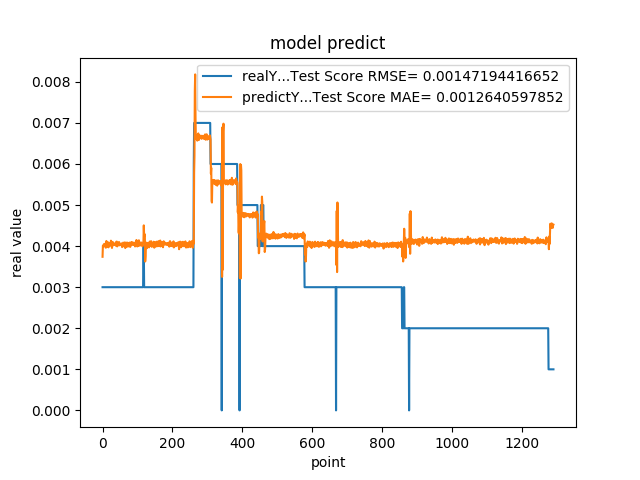 model predict
realY...Test Score RMSE= 0.00147194416652
predictY...Test Score MAE= 0.0012640597852
0.008
0.007
0.006
0.005
0.004
0.003
0.002
0.001
0.000
real value
0 200 400 600 800 1000 1200
point